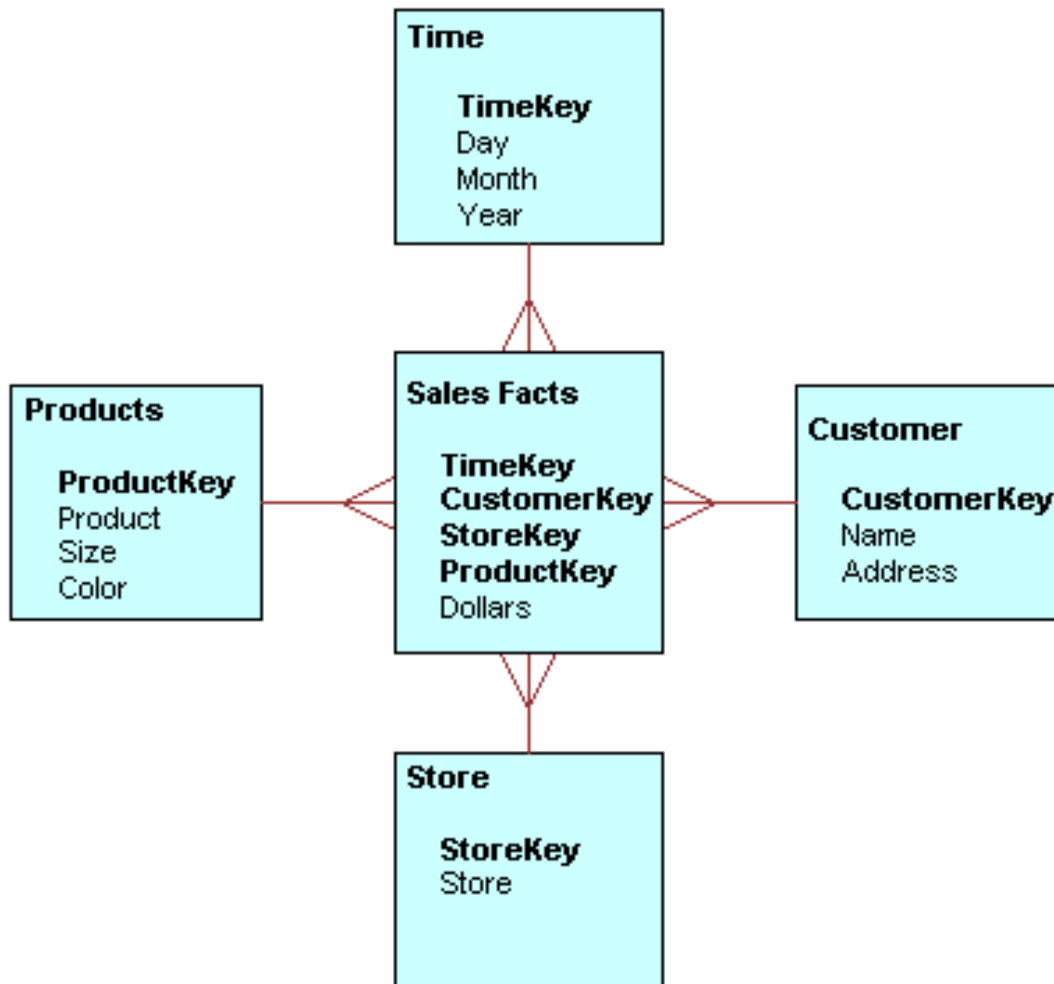 Time
TimeKey
Day
Month
Year
Products
ProductKey
Product
Size
Color
Sales Facts
TimeKey
CustomerKey
StoreKey
ProductKey
Dollars
Customer
CustomerKey
Name
Address
Store
StoreKey
Store